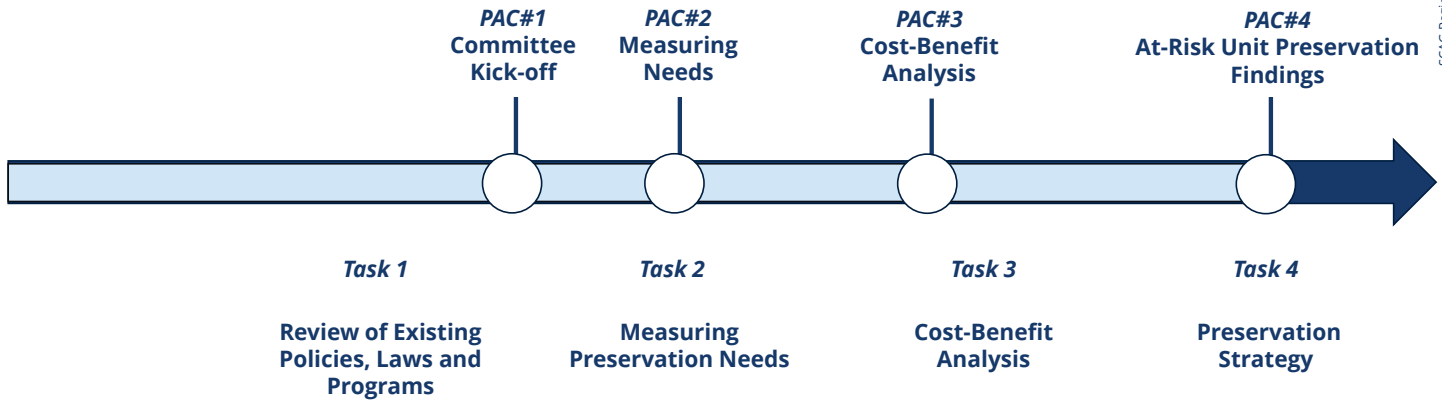 PAC#1
Committee
Kick-off
PAC#2
Measuring
Needs
PAC#3
Cost-Benefit
Analysis
PAC#4
At-Risk Unit Preservation
Findings
Task 1
Review of Existing
Policies, Laws and
Programs
Task 2
Measuring
Preservation Needs
Task 3
Cost-Benefit
Analysis
Task 4
Preservation
Strategy